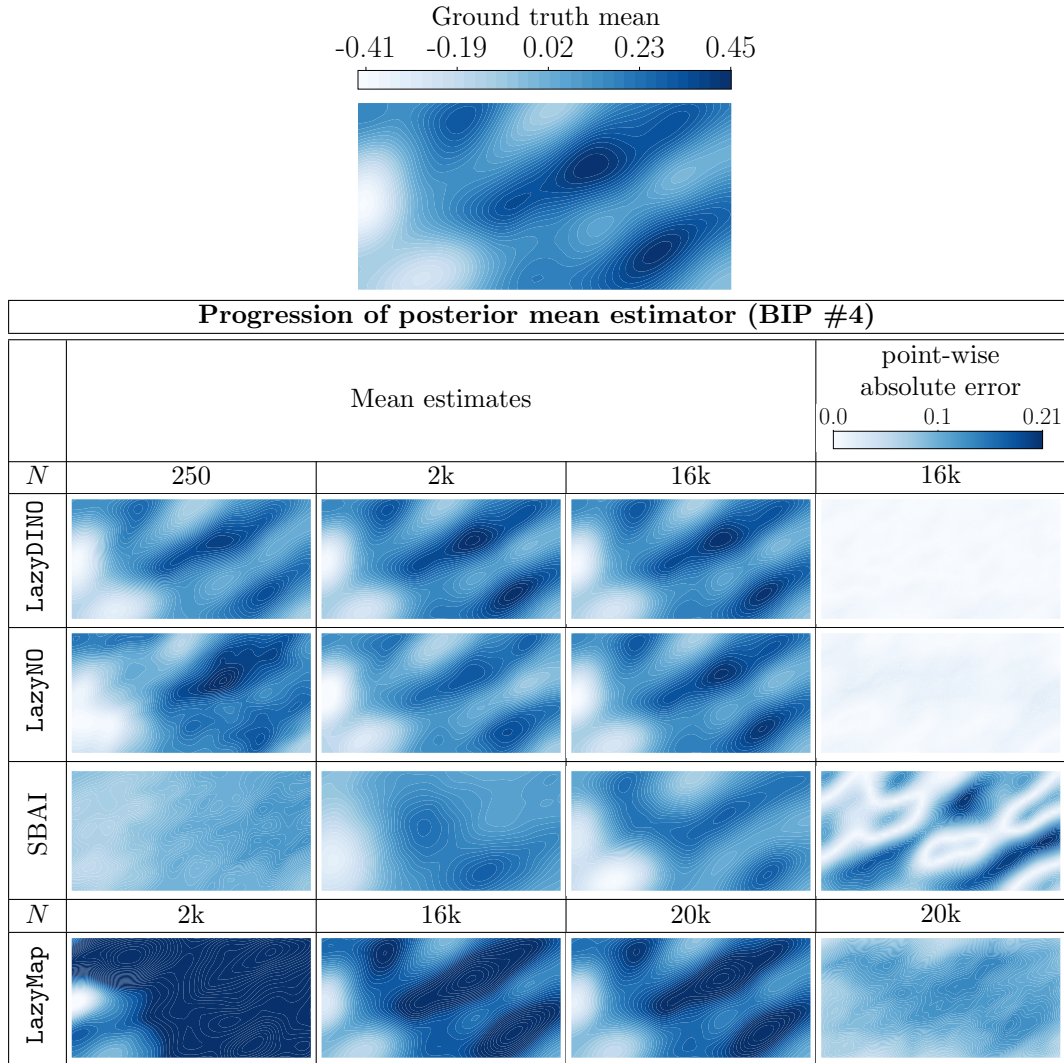 Ground truth mean
-0.41 -0.19 0.02 0.23 0.45
Progression of posterior mean estimator (BIP #4)
Mean estimates
point-wise
absolute error
0.0 0.1 0.21
N 250 2k 16k 16k
LazyDINO
LazyNO
SBAI
N 2k 16k 20k 20k
LazyMap